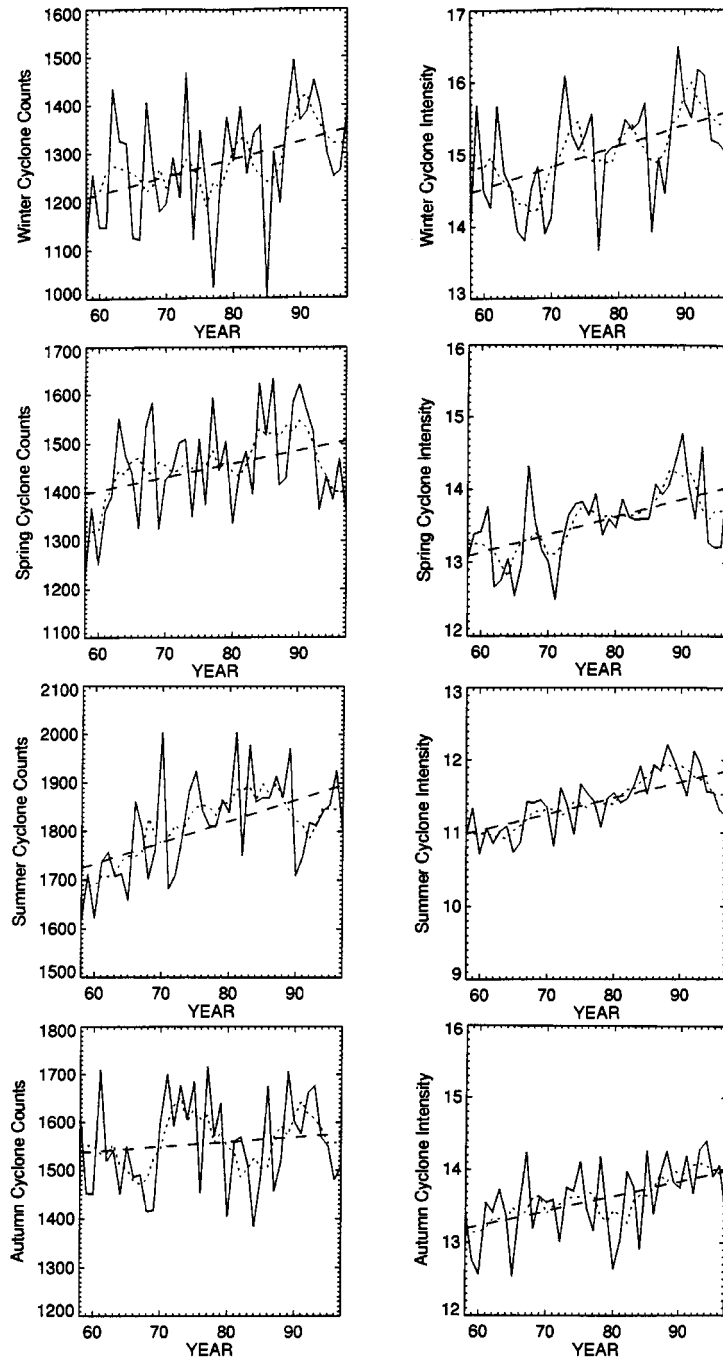 Winter Cyclone Counts
1600
1500
1400
1300
1200
1100
1000
60 70 80 90
YEAR
Winter Cyclone Intensity
17
16
15
14
13
60 70 80 90
YEAR
Spring Cyclone Counts
1700
1600
1500
1400
1300
1200
1100
60 70 80 90
YEAR
Spring Cyclone Intensity
16
15
14
13
12
60 70 80 90
YEAR
Summer Cyclone Counts
2100
2000
1900
1800
1700
1600
1500
60 70 80 90
YEAR
Summer Cyclone Intensity
13
12
11
10
9
60 70 80 90
YEAR
Autumn Cyclone Counts
1800
1700
1600
1500
1400
1300
1200
60 70 80 90
YEAR
Autumn Cyclone Intensity
16
15
14
13
12
60 70 80 90
YEAR